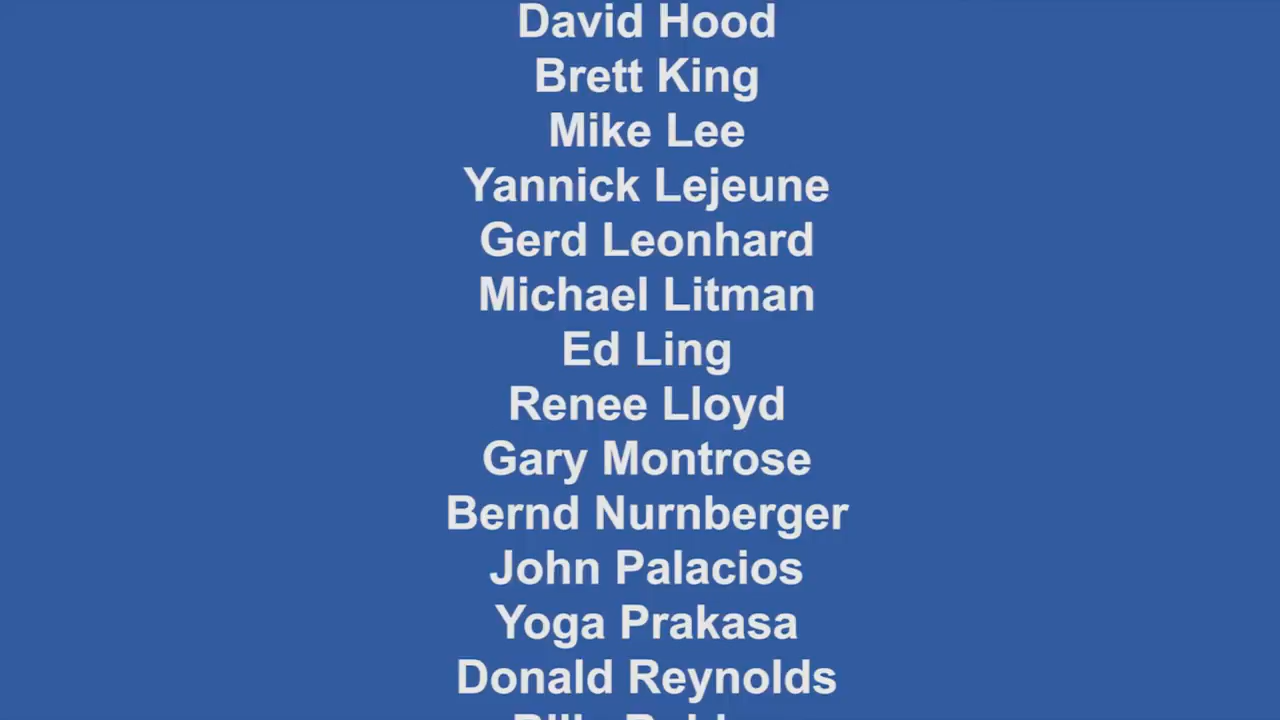 David Hood
Brett King
Mike Lee
Yannick Lejeune
Gerd Leonhard
Michael Litman
Ed Ling
Renee Lloyd
Gary Montrose
Bernd Nurnberger
John Palacios
Yoga Prakasa
Donald Reynolds